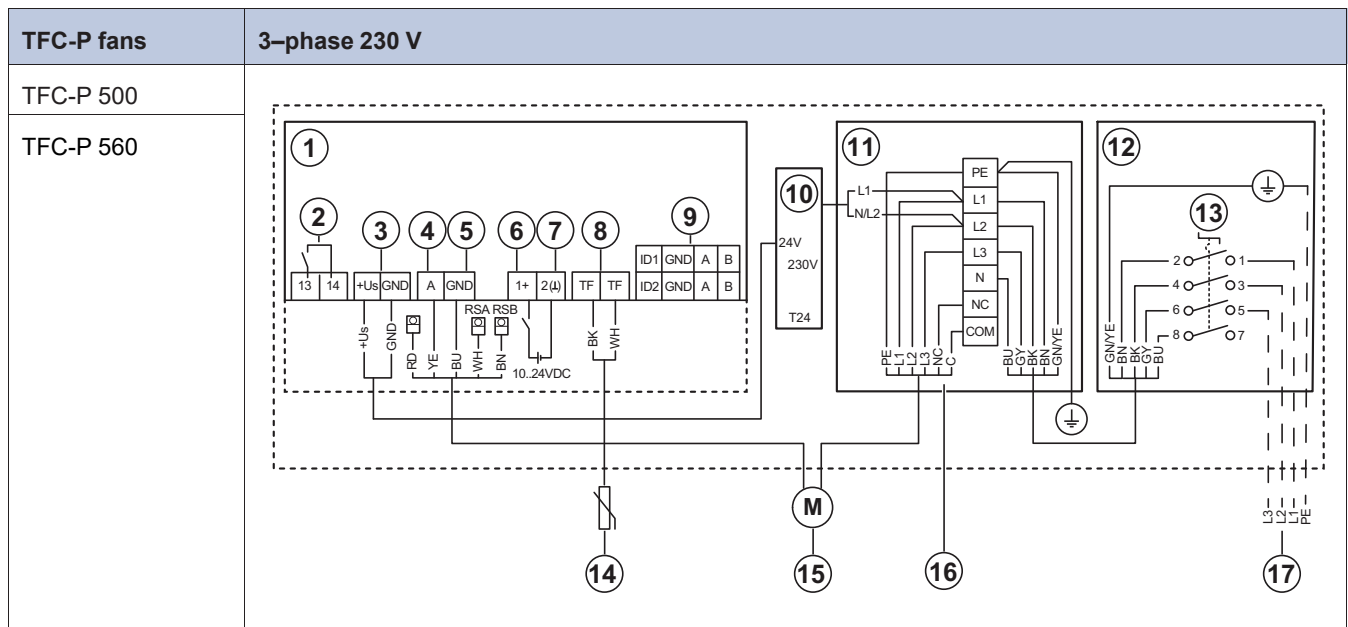 TFC-P fans
3–phase 230 V
TFC-P 500
TFC-P 560
1
2
3
4
5
6
7
8
9
10
11
12
13
13 14
+Us GND
A GND
1+ 2(⊥)
TF TF
ID1 GND A B
ID2 GND A B
+Us
GND
RD
YE
BU
RSA RSB
WH
BN
10..24VDC
BK
WH
24V
230V
T24
L1
N/L2
PE
L1
L2
L3
N
NC
COM
PE
L1
L2
L3
NC
C
BU
GY
BK
BN
GN/YE
2 1
4 3
6 5
8 7
GN/YE
BN
BK
GY
BU
M
L3
L2
L1
PE
14
15
16
17